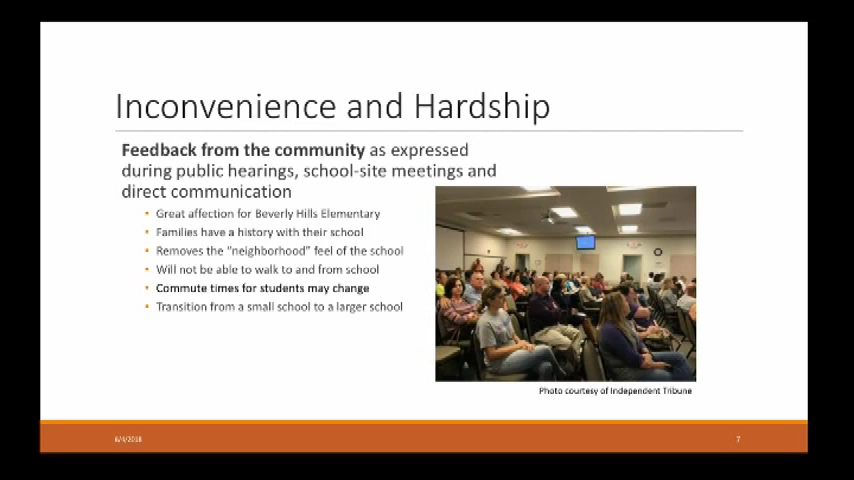 Inconvenience and Hardship
Feedback from the community as expressed
during public hearings, school-site meetings and
direct communication
• Great affection for Beverly Hills Elementary
• Families have a history with their school
• Removes the “neighborhood” feel of the school
• Will not be able to walk to and from school
• Commute times for students may change
• Transition from a small school to a larger school
Photo courtesy of Independent Tribune
6/4/2018
7